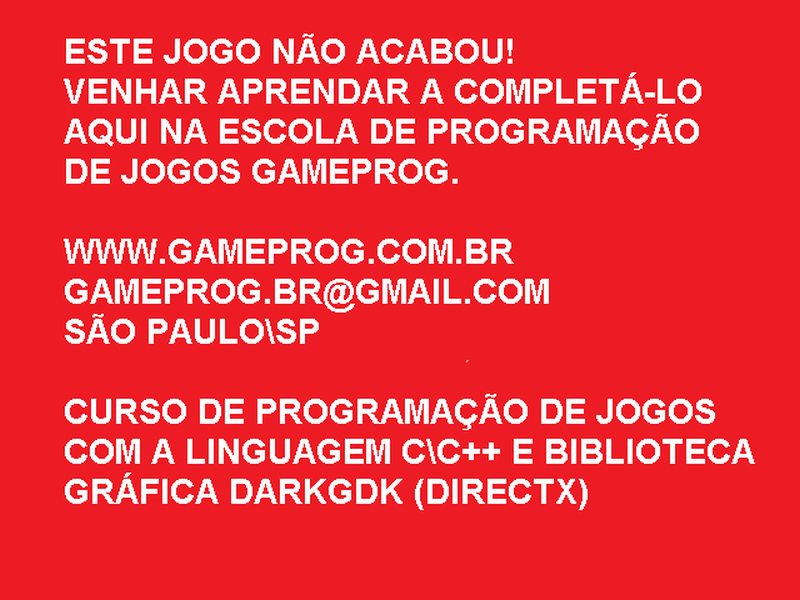 ESTE JOGO NÃO ACABOU!
VENHAR APRENDAR A COMPLETÁ-LO
AQUI NA ESCOLA DE PROGRAMAÇÃO
DE JOGOS GAMEPROG.
WWW.GAMEPROG.COM.BR
GAMEPROG.BR@GMAIL.COM
SÃO PAULO\SP
CURSO DE PROGRAMAÇÃO DE JOGOS
COM A LINGUAGEM C\C++ E BIBLIOTECA
GRÁFICA DARKGDK (DIRECTX)